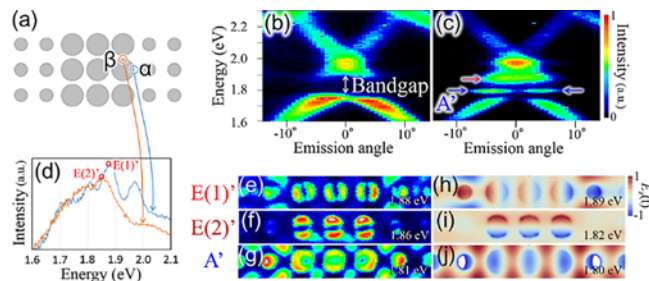 (a)
β
α
(d)
E(2)'
E(1)'
Intensity (a.u.)
1.6 1.7 1.8 1.9 2.0 2.1
Energy (eV)
(b)
Energy (eV)
2.2
2.0
1.8
1.6
Bandgap
-10° 0° 10°
Emission angle
(c)
A'
-10° 0° 10°
Emission angle
1
0
Intensity (a.u.)
E(1)' (e) 1.88 eV (h) 1.89 eV
E(2)' (f) 1.86 eV (i) 1.82 eV
A' (g) 1.81 eV (j) 1.80 eV
1
-1